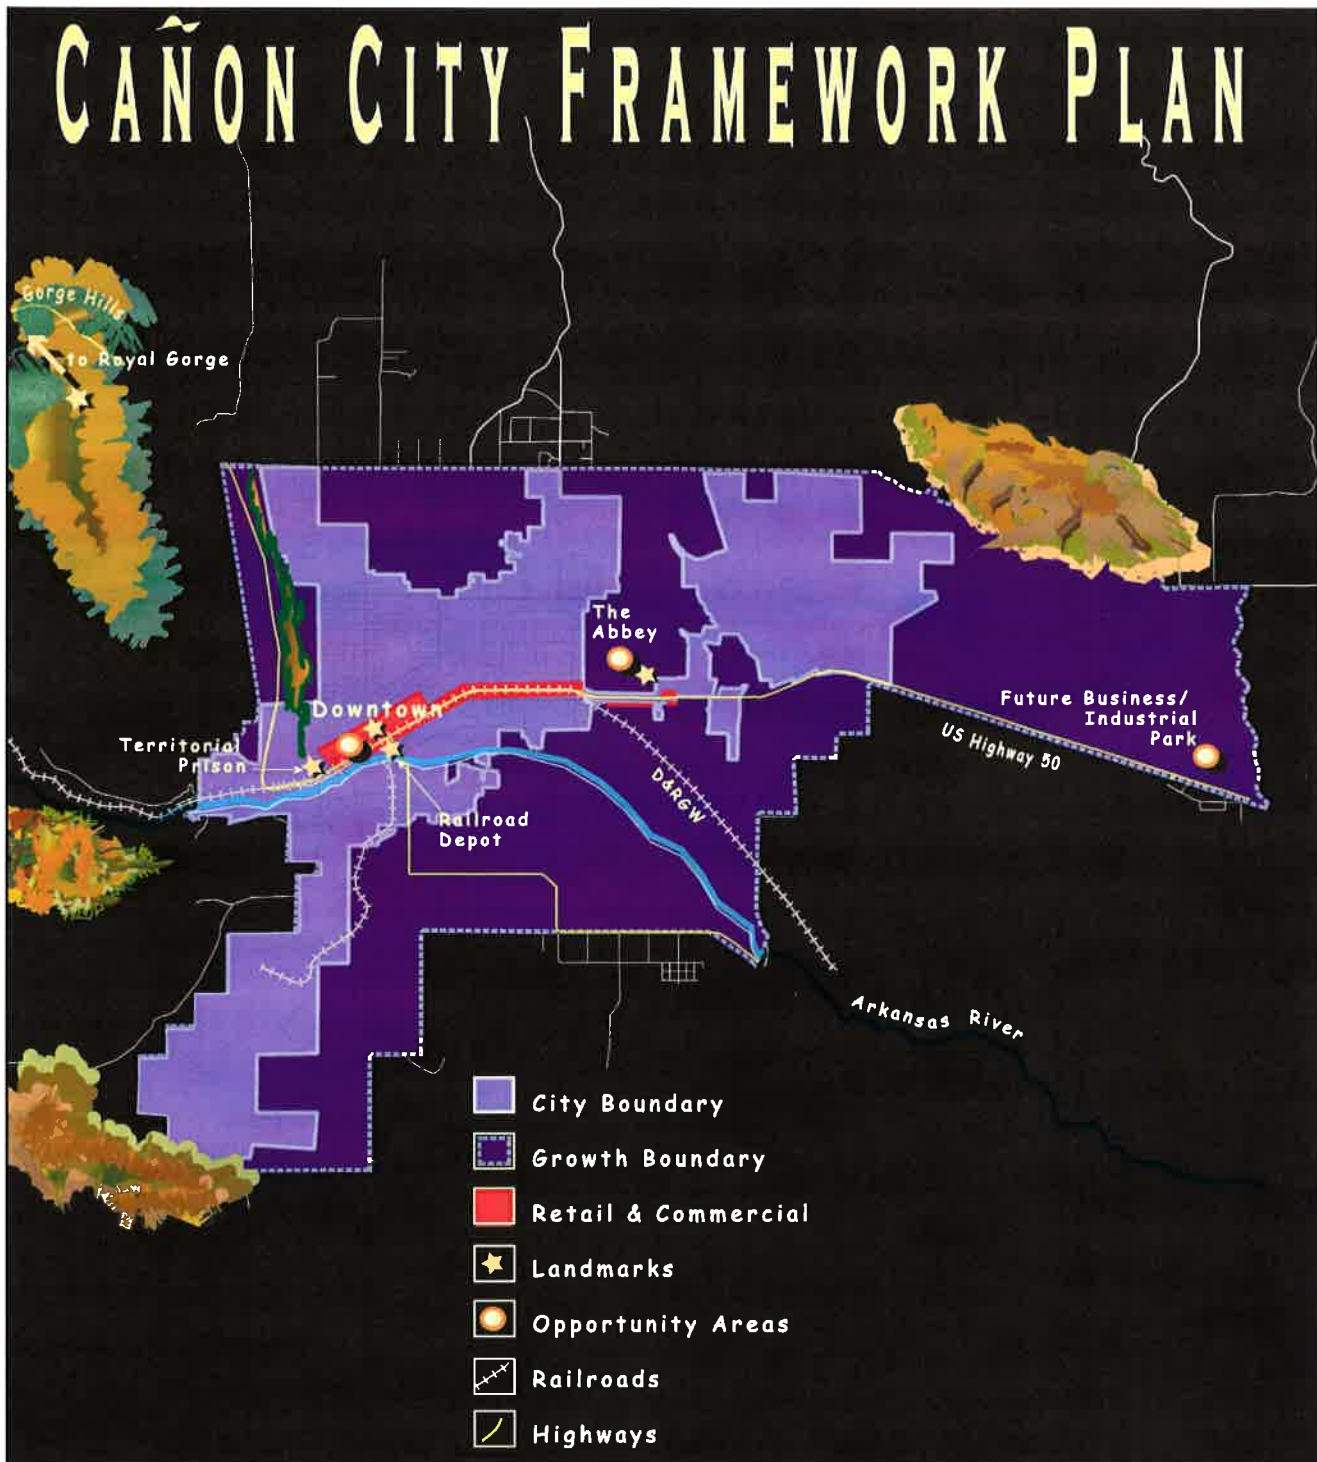 CAÑON CITY FRAMEWORK PLAN
Gorge Hills
to Royal Gorge
The
Abbey
Future Business/
Industrial
Park
Downtown
US Highway 50
Territorial
Prison
D&RGW
Railroad
Depot
Arkansas River
City Boundary
Growth Boundary
Retail & Commercial
Landmarks
Opportunity Areas
Railroads
Highways